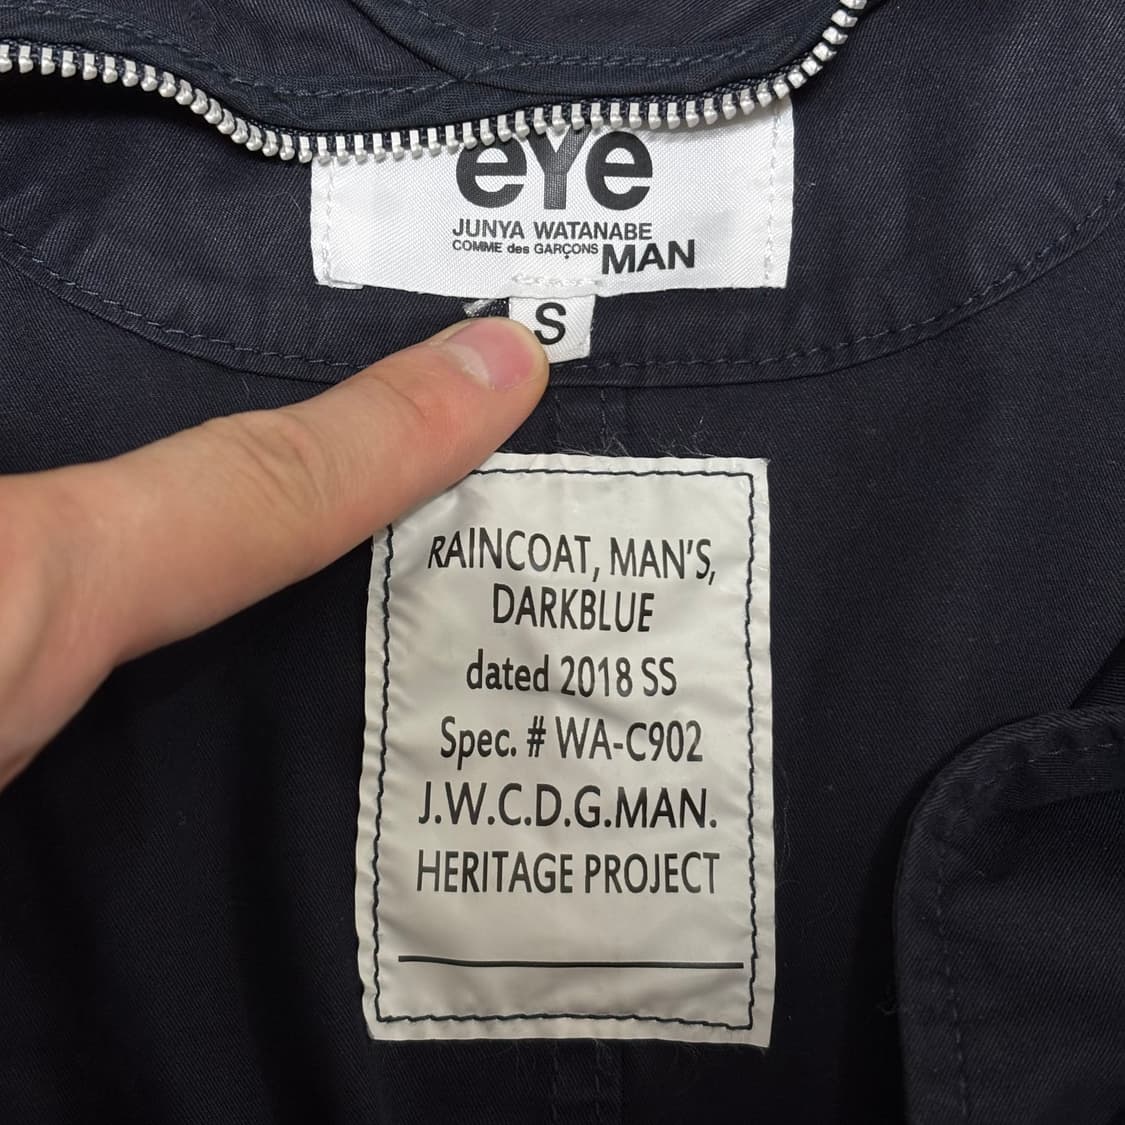 eYe
JUNYA WATANABE
COMME des GARÇONS MAN
S
RAINCOAT, MAN'S,
DARKBLUE
dated 2018 SS
Spec. # WA-C902
J.W.C.D.G.MAN.
HERITAGE PROJECT